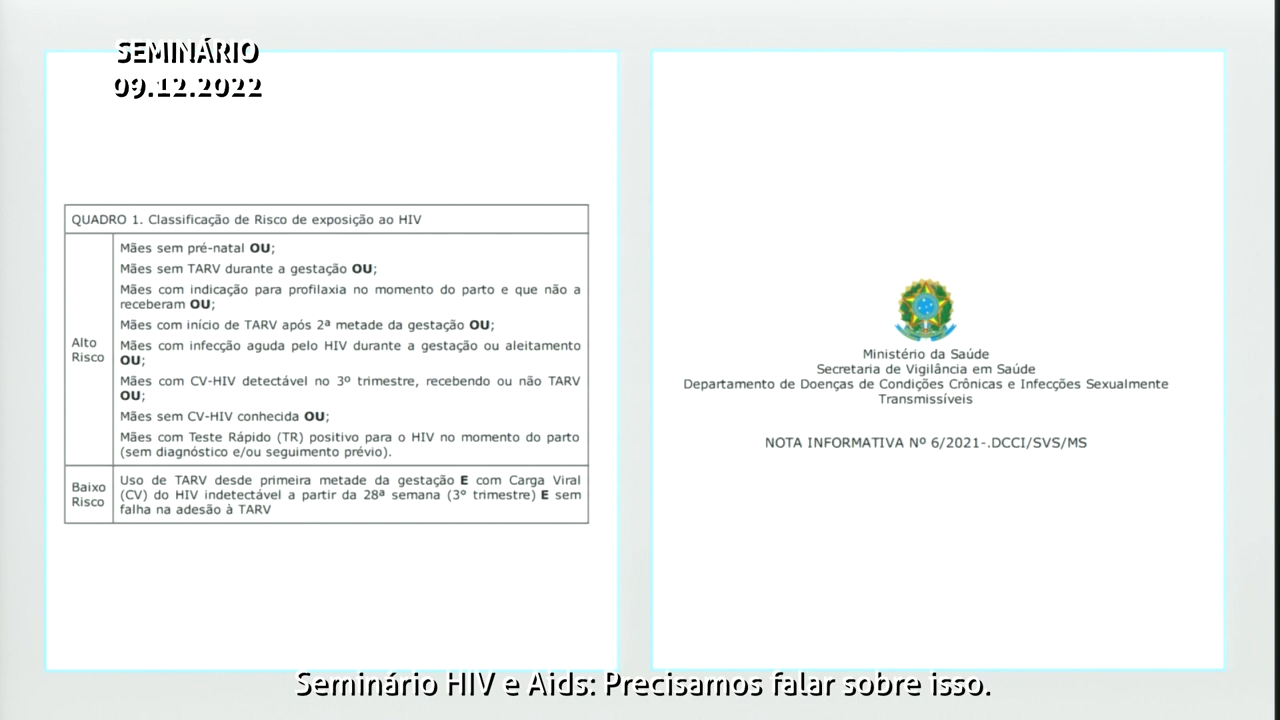 SEMINÁRIO
09.12.2022
QUADRO 1. Classificação de Risco de exposição ao HIV
Alto
Risco
Mães sem pré-natal OU;
Mães sem TARV durante a gestação OU;
Mães com indicação para profilaxia no momento do parto e que não a
receberam OU;
Mães com início de TARV após 2ª metade da gestação OU;
Mães com infecção aguda pelo HIV durante a gestação ou aleitamento
OU;
Mães com CV-HIV detectável no 3º trimestre, recebendo ou não TARV
OU;
Mães sem CV-HIV conhecida OU;
Mães com Teste Rápido (TR) positivo para o HIV no momento do parto
(sem diagnóstico e/ou seguimento prévio).
Baixo
Risco
Uso de TARV desde primeira metade da gestação E com Carga Viral
(CV) do HIV indetectável a partir da 28ª semana (3º trimestre) E sem
falha na adesão à TARV
Ministério da Saúde
Secretaria de Vigilância em Saúde
Departamento de Doenças de Condições Crônicas e Infecções Sexualmente
Transmissíveis
NOTA INFORMATIVA Nº 6/2021-.DCCI/SVS/MS
Seminário HIV e Aids: Precisamos falar sobre isso.